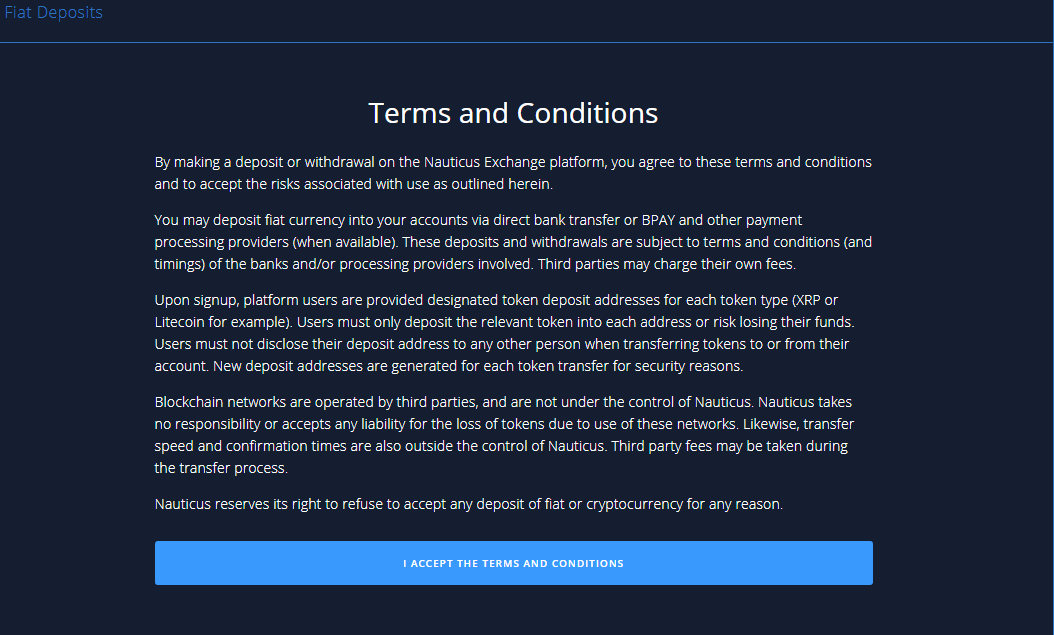 Fiat Deposits
Terms and Conditions
By making a deposit or withdrawal on the Nauticus Exchange platform, you agree to these terms and conditions
and to accept the risks associated with use as outlined herein.
You may deposit fiat currency into your accounts via direct bank transfer or BPAY and other payment
processing providers (when available). These deposits and withdrawals are subject to terms and conditions (and
timings) of the banks and/or processing providers involved. Third parties may charge their own fees.
Upon signup, platform users are provided designated token deposit addresses for each token type (XRP or
Litecoin for example). Users must only deposit the relevant token into each address or risk losing their funds.
Users must not disclose their deposit address to any other person when transferring tokens to or from their
account. New deposit addresses are generated for each token transfer for security reasons.
Blockchain networks are operated by third parties, and are not under the control of Nauticus. Nauticus takes
no responsibility or accepts any liability for the loss of tokens due to use of these networks. Likewise, transfer
speed and confirmation times are also outside the control of Nauticus. Third party fees may be taken during
the transfer process.
Nauticus reserves its right to refuse to accept any deposit of fiat or cryptocurrency for any reason.
I ACCEPT THE TERMS AND CONDITIONS